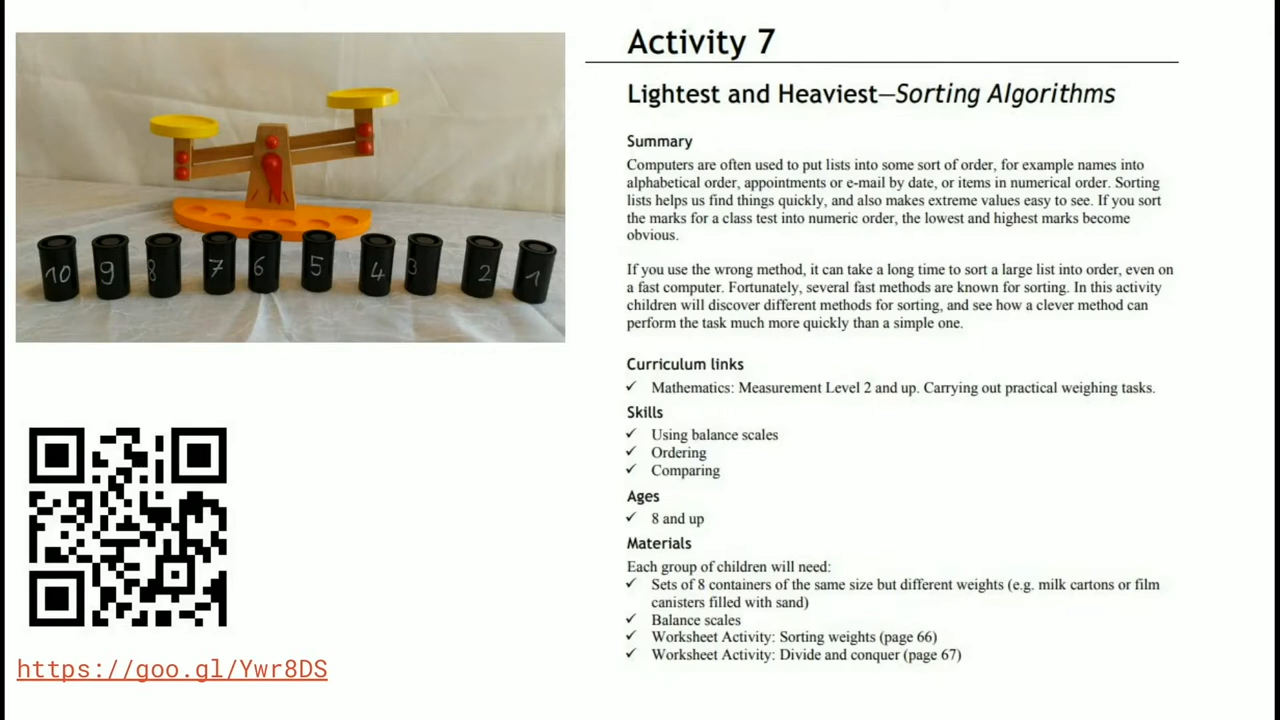 10 9 8 7 6 5 4 3 2 1
https://goo.gl/Ywr8DS
Activity 7
Lightest and Heaviest—Sorting Algorithms
Summary
Computers are often used to put lists into some sort of order, for example names into
alphabetical order, appointments or e-mail by date, or items in numerical order. Sorting
lists helps us find things quickly, and also makes extreme values easy to see. If you sort
the marks for a class test into numeric order, the lowest and highest marks become
obvious.
If you use the wrong method, it can take a long time to sort a large list into order, even on
a fast computer. Fortunately, several fast methods are known for sorting. In this activity
children will discover different methods for sorting, and see how a clever method can
perform the task much more quickly than a simple one.
Curriculum links
✓ Mathematics: Measurement Level 2 and up. Carrying out practical weighing tasks.
Skills
✓ Using balance scales
✓ Ordering
✓ Comparing
Ages
✓ 8 and up
Materials
Each group of children will need:
✓ Sets of 8 containers of the same size but different weights (e.g. milk cartons or film
canisters filled with sand)
✓ Balance scales
✓ Worksheet Activity: Sorting weights (page 66)
✓ Worksheet Activity: Divide and conquer (page 67)